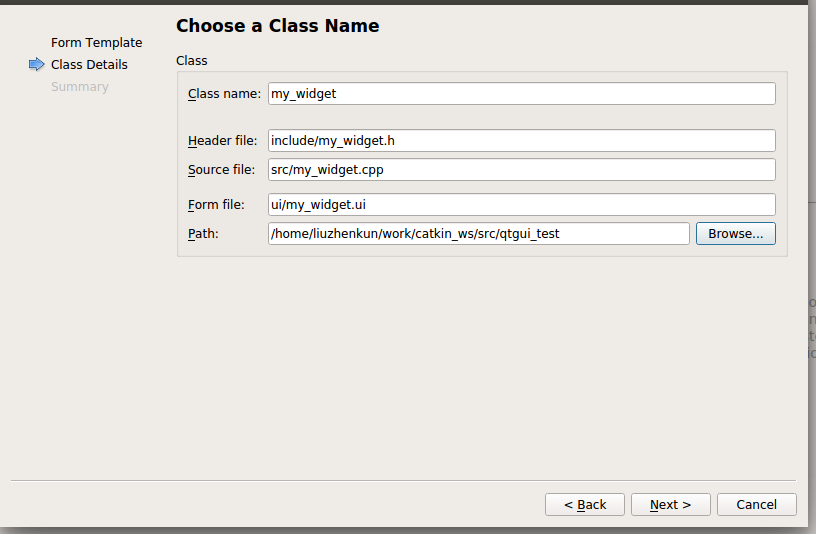 Choose a Class Name
Form Template
Class Details
Summary
Class
Class name: my_widget
Header file: include/my_widget.h
Source file: src/my_widget.cpp
Form file: ui/my_widget.ui
Path: /home/liuzhenkun/work/catkin_ws/src/qtgui_test Browse...
< Back Next > Cancel